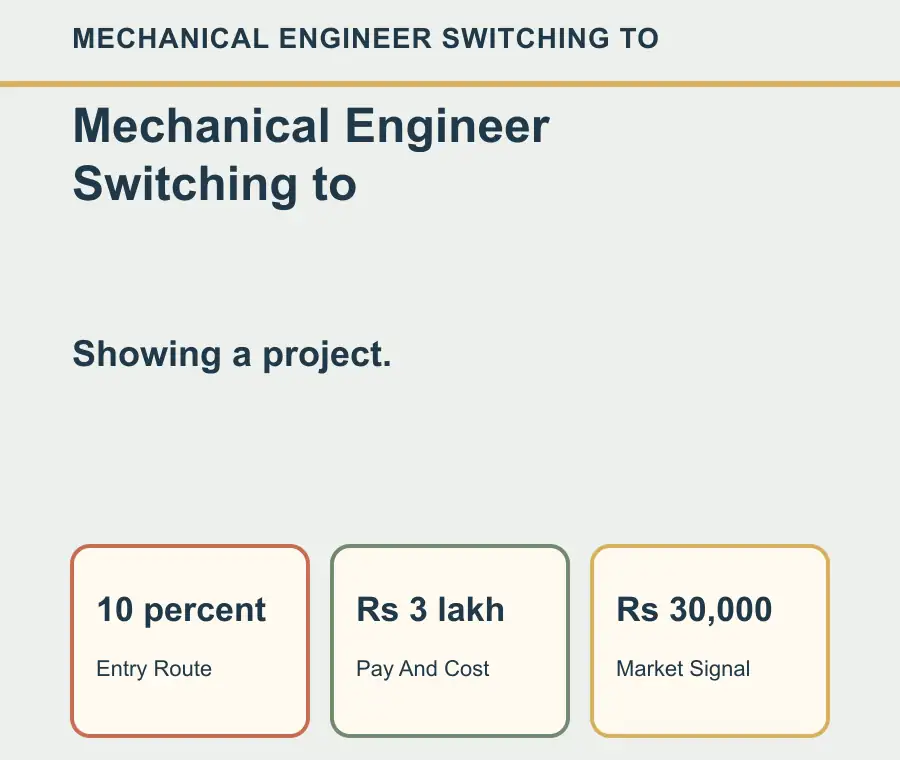 MECHANICAL ENGINEER SWITCHING TO
Mechanical Engineer
Switching to
Showing a project.
10 percent
Entry Route
Rs 3 lakh
Pay And Cost
Rs 30,000
Market Signal